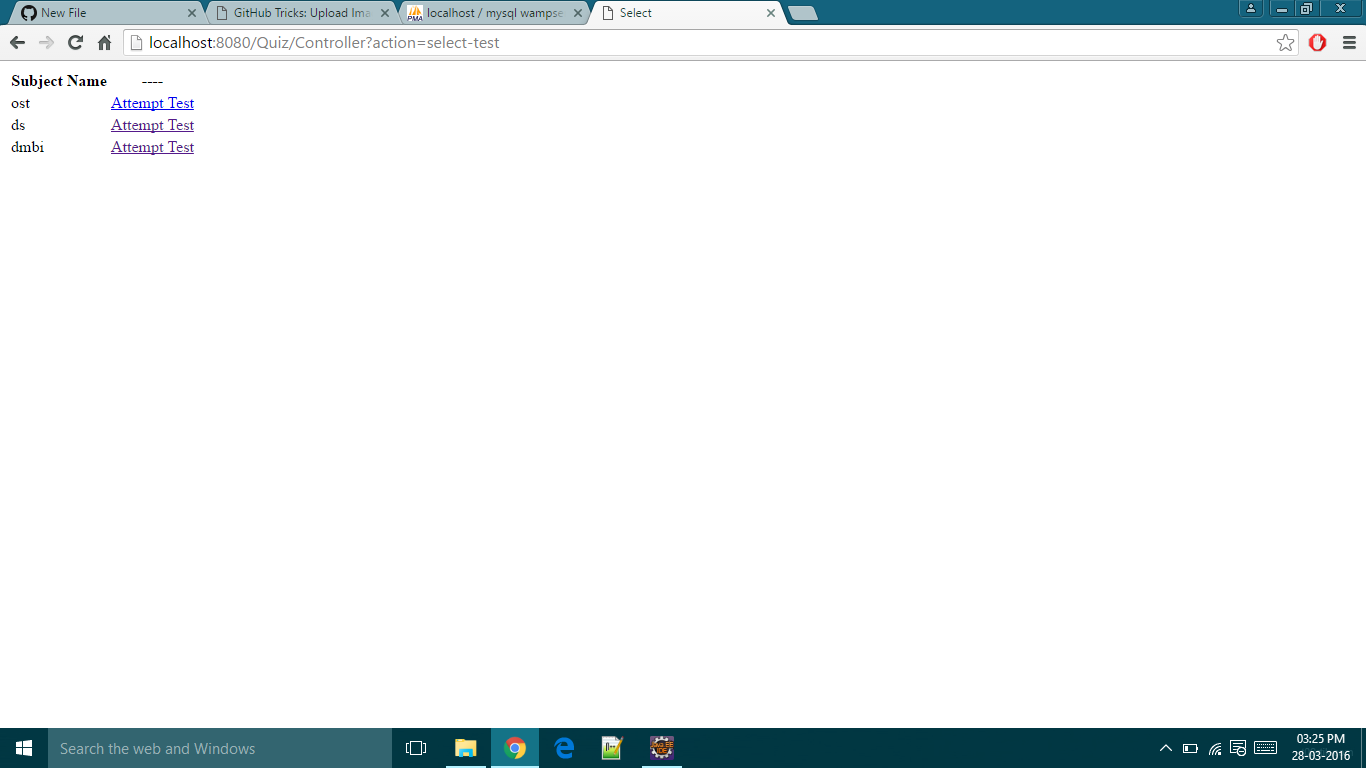 New File
GitHub Tricks: Upload Ima
localhost / mysql wampse
Select
localhost:8080/Quiz/Controller?action=select-test
Subject Name ----
ost Attempt Test
ds Attempt Test
dmbi Attempt Test
Search the web and Windows
03:25 PM
28-03-2016